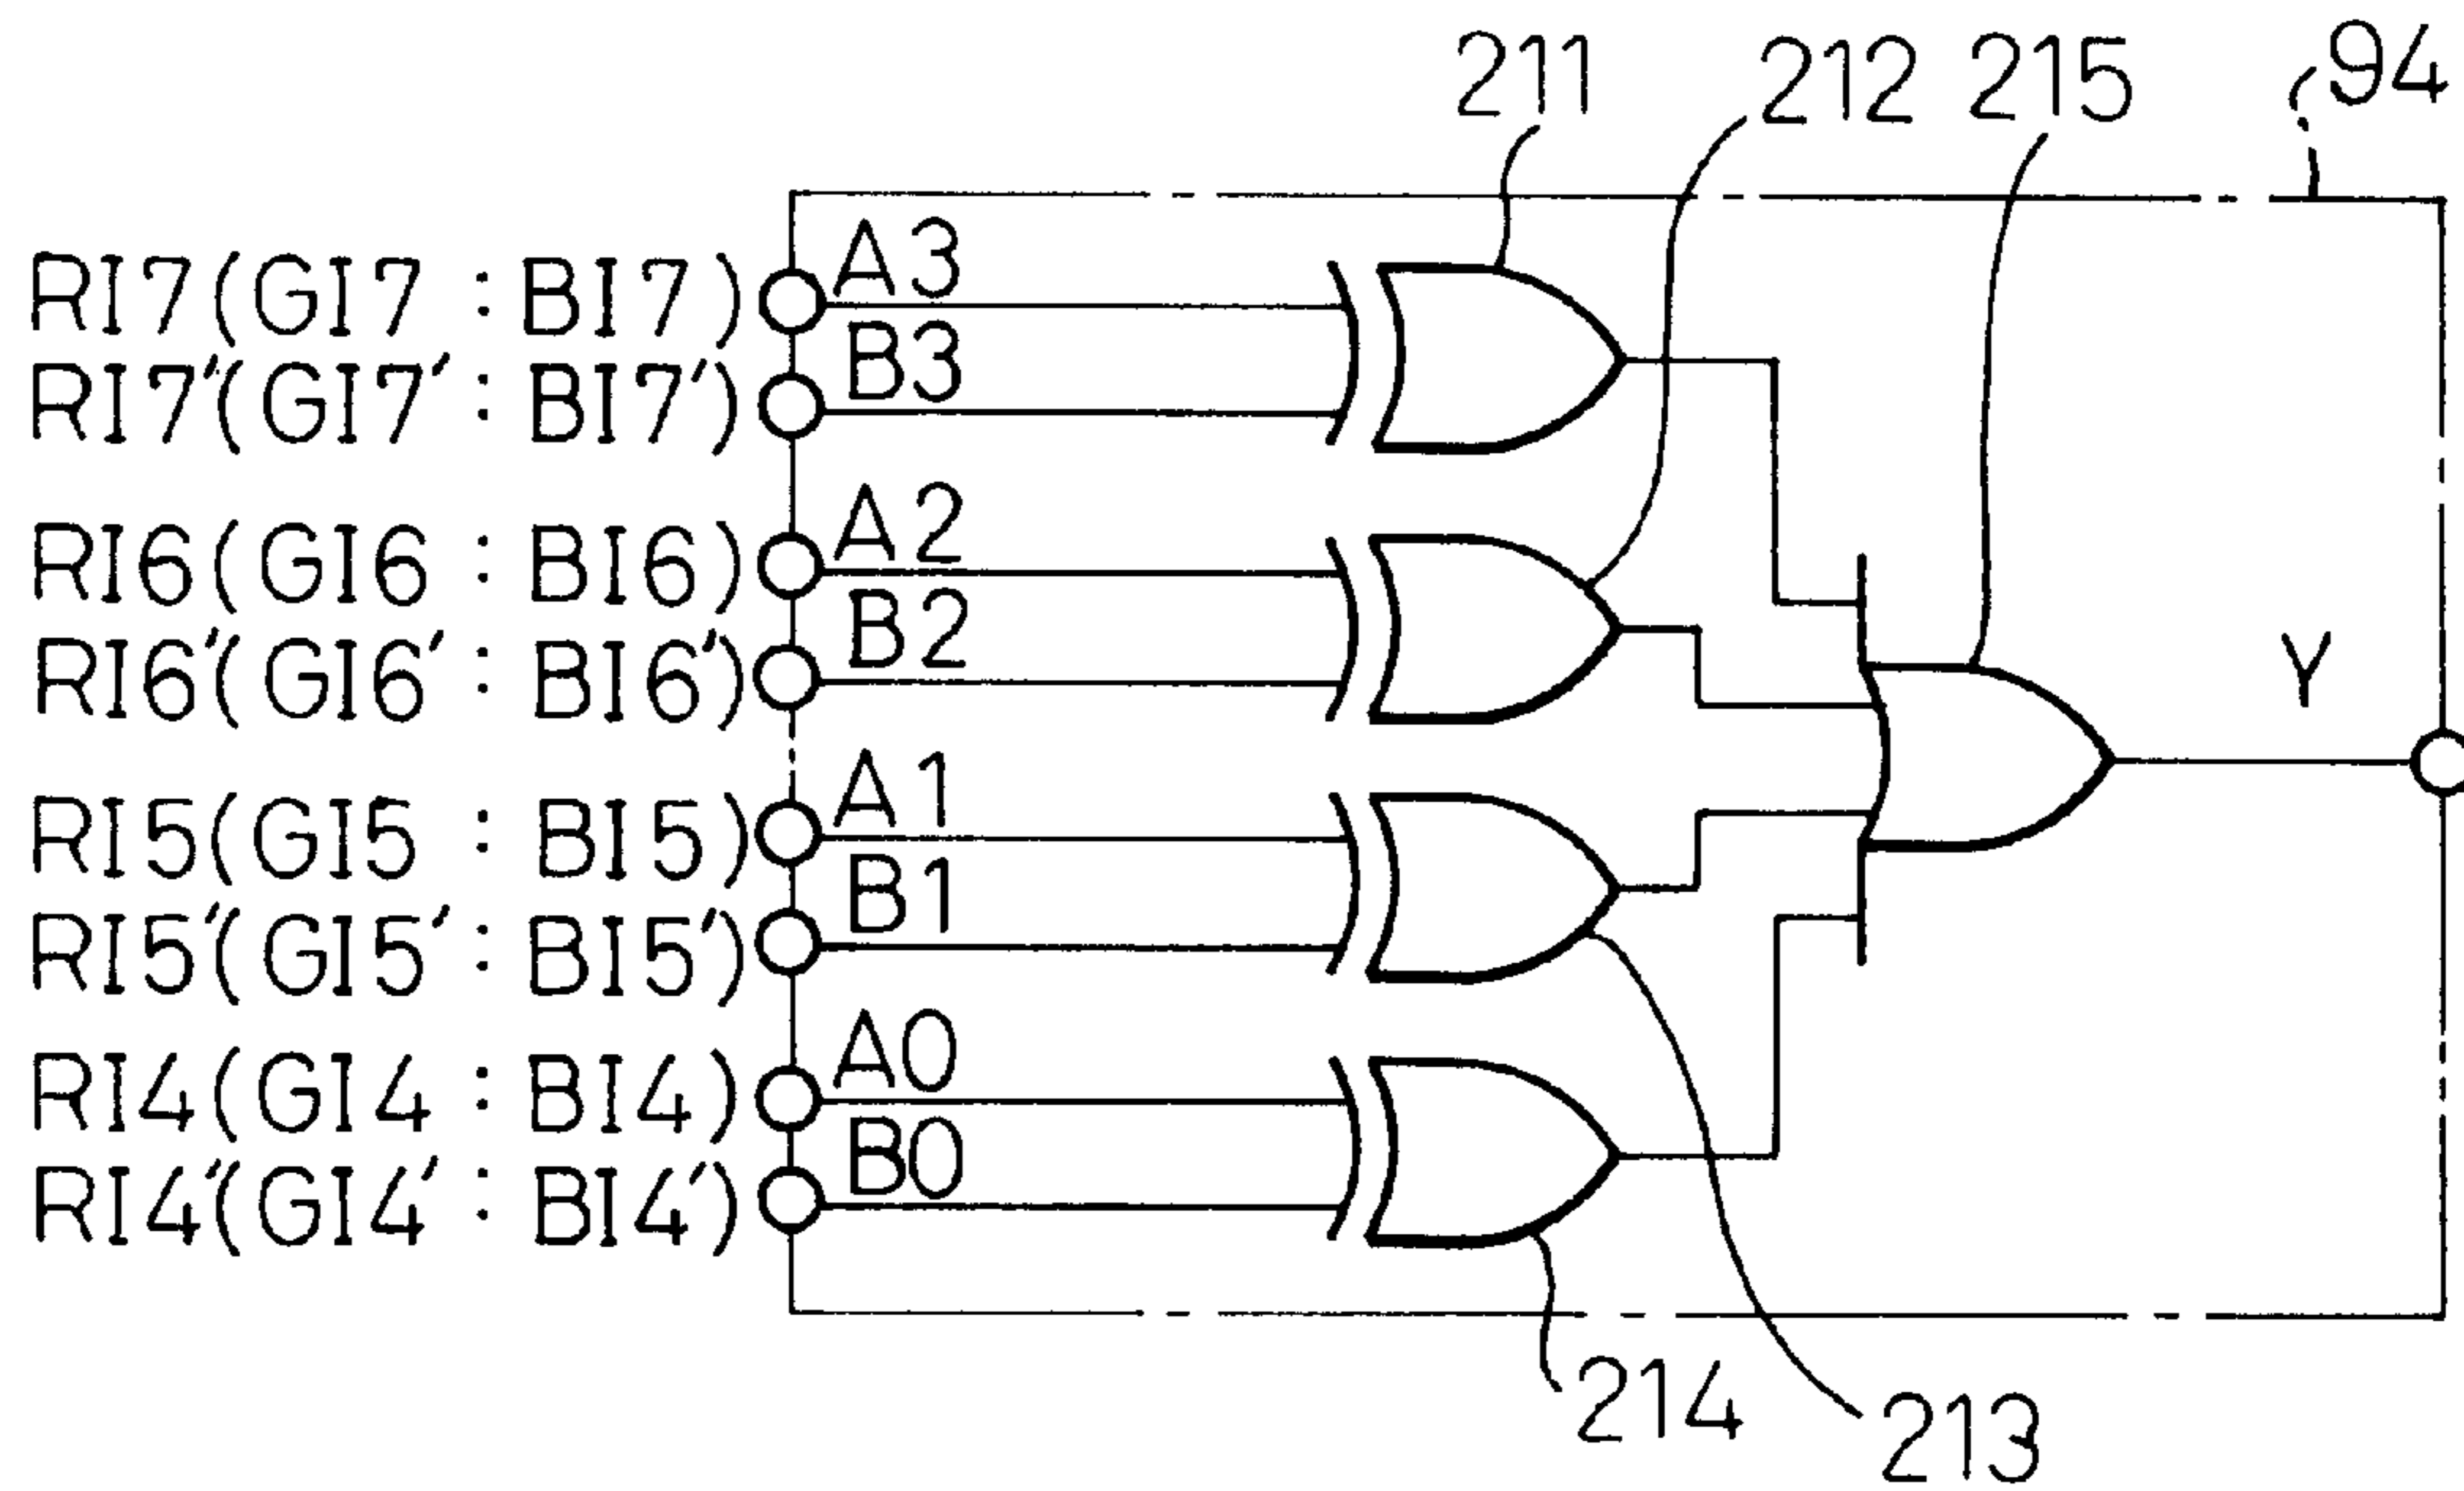 211 212 215 94
RI7(GI7 : BI7) A3
RI7'(GI7' : BI7') B3
RI6(GI6 : BI6) A2
RI6'(GI6' : BI6') B2
Y
RI5(GI5 : BI5) A1
RI5'(GI5' : BI5') B1
RI4(GI4 : BI4) A0
RI4'(GI4' : BI4') B0
214 213